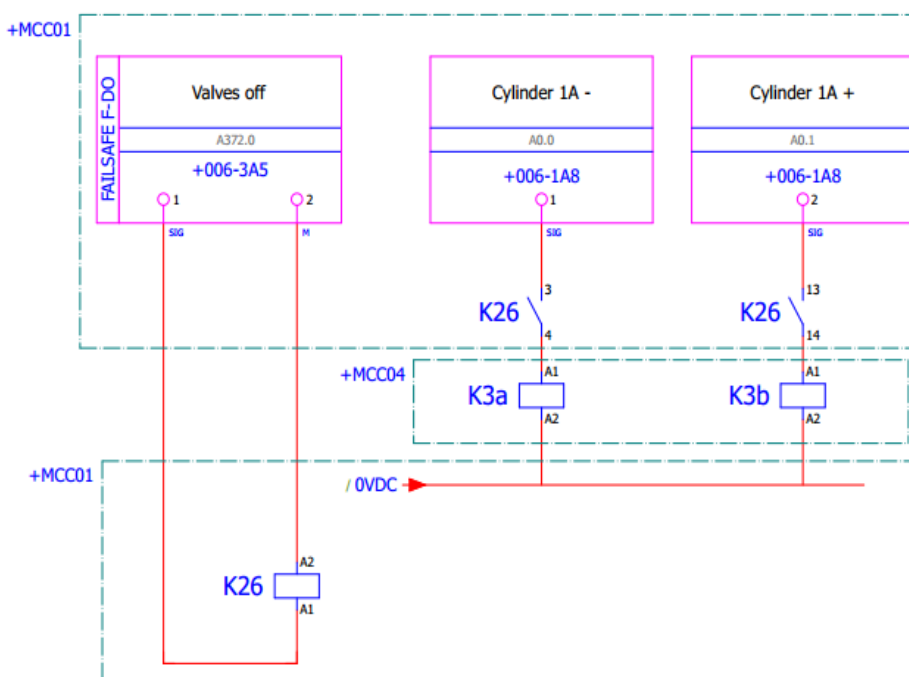 +MCC01
FAILSAFE F-DO
Valves off
A372.0
+006-3A5
1
2
SIG
M
Cylinder 1A -
A0.0
+006-1A8
1
SIG
Cylinder 1A +
A0.1
+006-1A8
2
SIG
K26
3
4
K26
13
14
+MCC04
K3a
A1
A2
K3b
A1
A2
+MCC01
/ 0VDC
K26
A2
A1